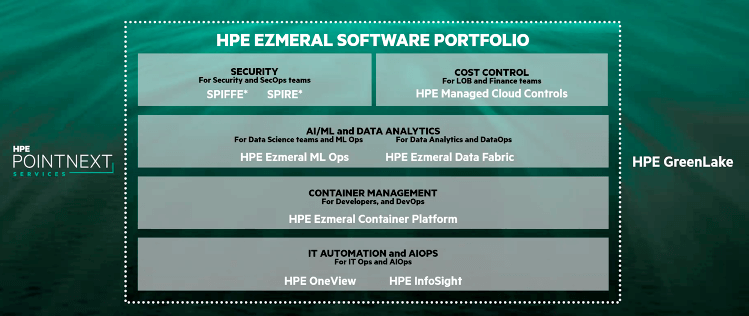 HPE EZMERAL SOFTWARE PORTFOLIO
SECURITY
For Security and SecOps teams
SPIFFE* SPIRE*
COST CONTROL
For LOB and Finance teams
HPE Managed Cloud Controls
AI/ML and DATA ANALYTICS
For Data Science teams and ML Ops For Data Analytics and DataOps
HPE Ezmeral ML Ops HPE Ezmeral Data Fabric
CONTAINER MANAGEMENT
For Developers, and DevOps
HPE Ezmeral Container Platform
IT AUTOMATION and AIOPS
For IT Ops and AIOps
HPE OneView HPE InfoSight
HPE
POINTNEXT
SERVICES
HPE GreenLake